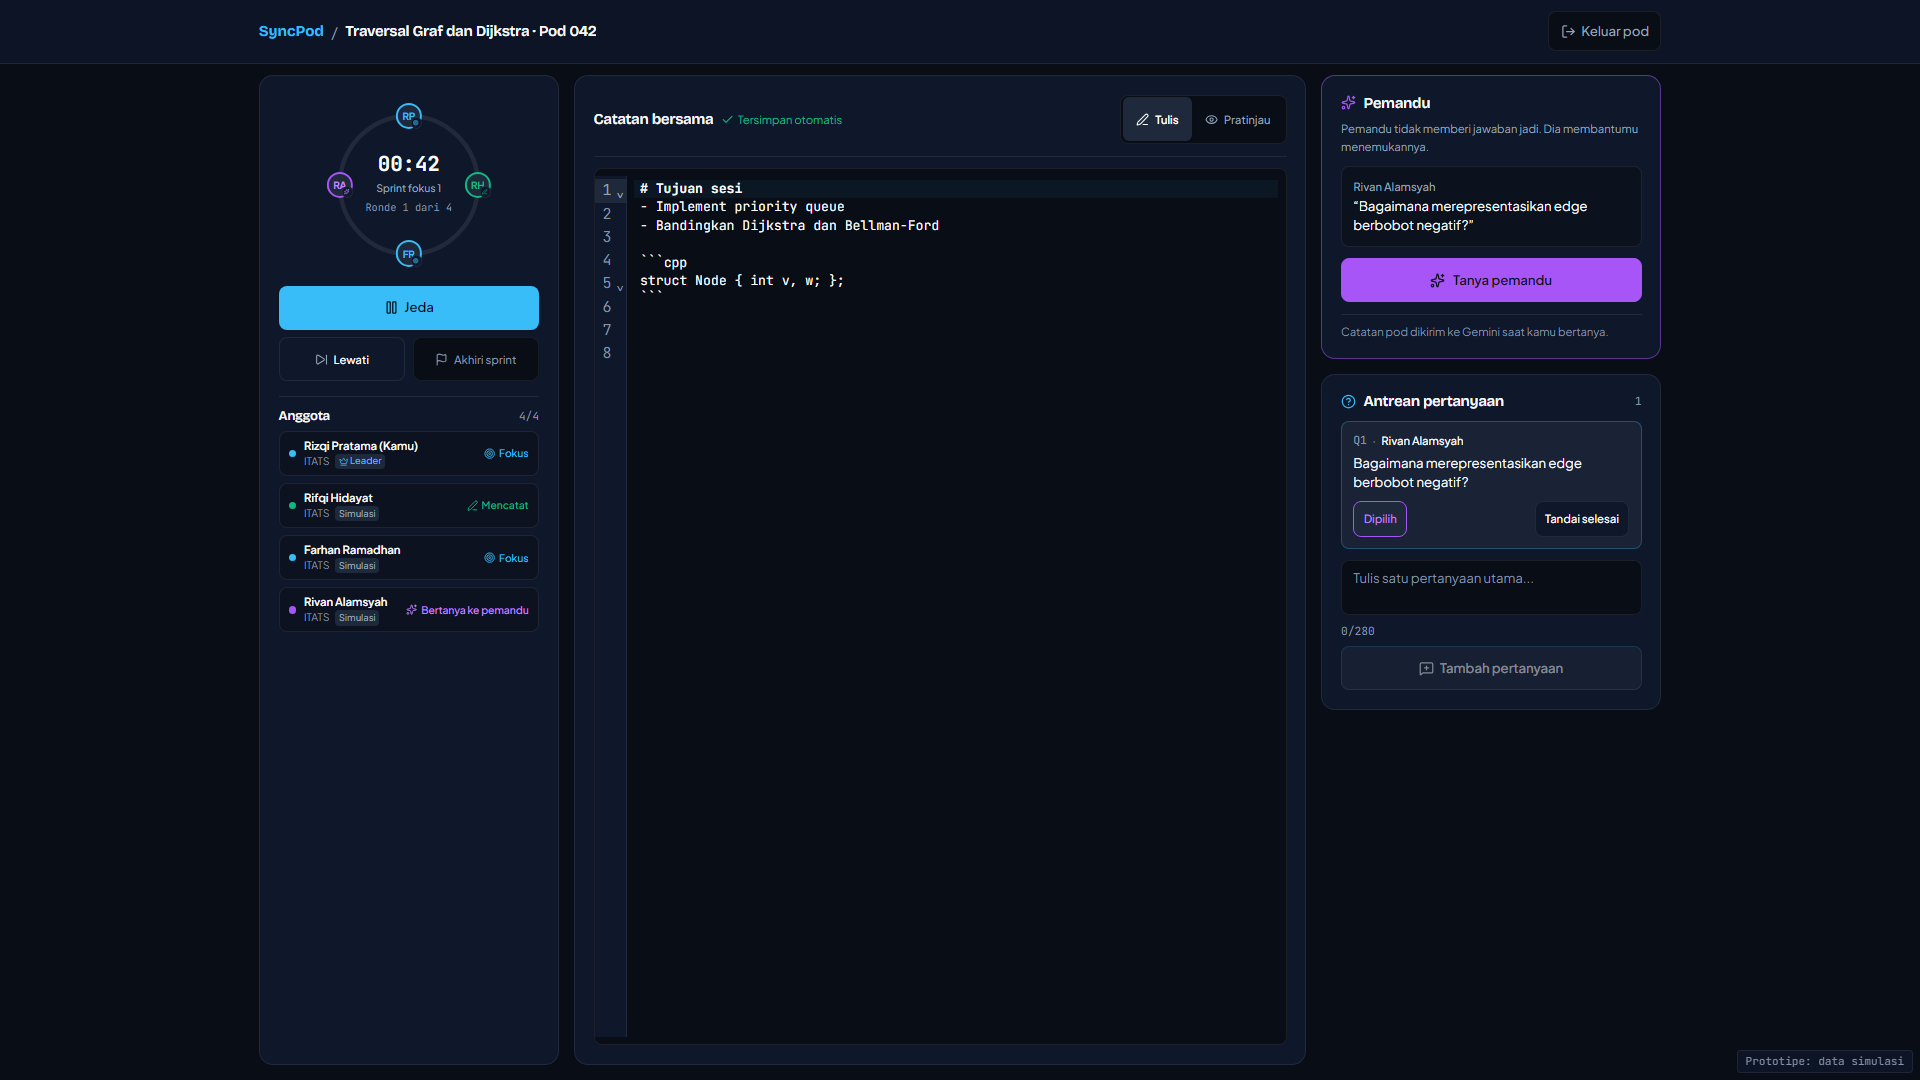 SyncPod / Traversal Graf dan Dijkstra · Pod 042
Keluar pod
RP
RA
RH
FP
00:42
Sprint fokus 1
Ronde 1 dari 4
Jeda
Lewati
Akhiri sprint
Anggota 4/4
Rizqi Pratama (Kamu)
ITATS Leader
Fokus
Rifqi Hidayat
ITATS Simulasi
Mencatat
Farhan Ramadhan
ITATS Simulasi
Fokus
Rivan Alamsyah
ITATS Simulasi
Bertanya ke pemandu
Catatan bersama Tersimpan otomatis
Tulis
Pratinjau
1
2
3
4
5
6
7
8
# Tujuan sesi
- Implement priority queue
- Bandingkan Dijkstra dan Bellman-Ford
```cpp
struct Node { int v, w; };
```
Pemandu
Pemandu tidak memberi jawaban jadi. Dia membantumu
menemukannya.
Rivan Alamsyah
“Bagaimana merepresentasikan edge
berbobot negatif?”
Tanya pemandu
Catatan pod dikirim ke Gemini saat kamu bertanya.
Antrean pertanyaan 1
Q1 · Rivan Alamsyah
Bagaimana merepresentasikan edge
berbobot negatif?
Dipilih
Tandai selesai
Tulis satu pertanyaan utama...
0/280
Tambah pertanyaan
Prototipe: data simulasi